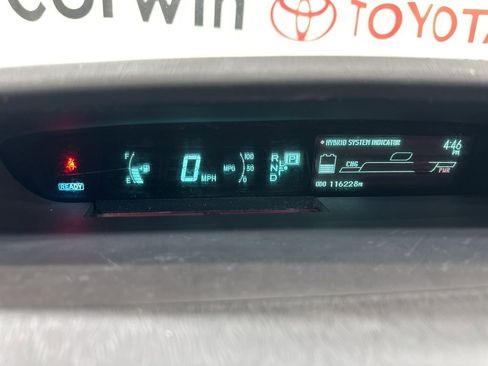 Corwin TOYOTA
HYBRID SYSTEM INDICATOR 4:46 PM
F 0 MPH MPG 100 50 0 R N D P
E
CHG PWR
READY
ODO 116228MI